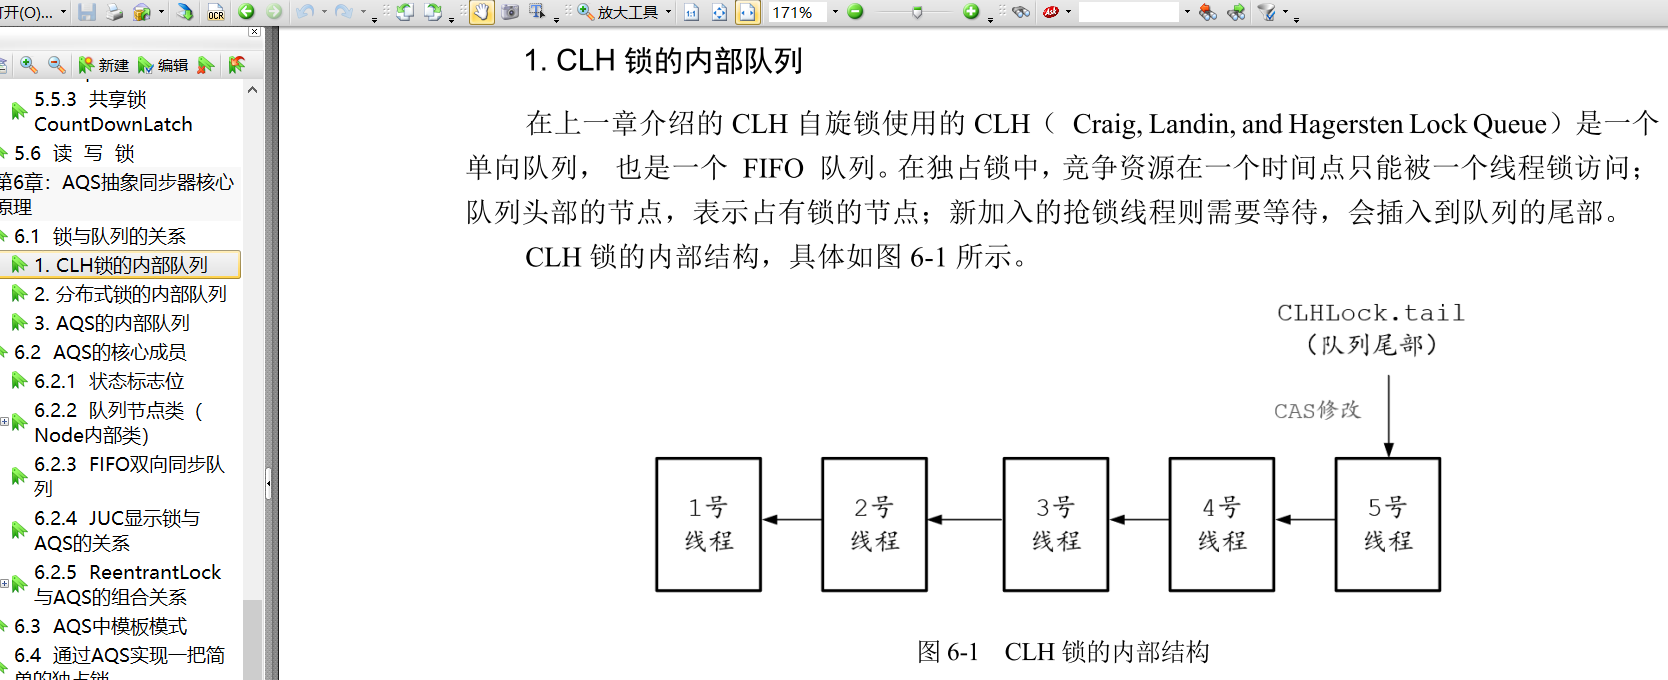 打开(O)...
OCR
放大工具
1:1
171%
Ask
新建
编辑
5.5.3 共享锁
CountDownLatch
5.6 读 写 锁
第6章：AQS抽象同步器核心
原理
6.1 锁与队列的关系
1. CLH锁的内部队列
2. 分布式锁的内部队列
3. AQS的内部队列
6.2 AQS的核心成员
6.2.1 状态标志位
6.2.2 队列节点类（
Node内部类）
6.2.3 FIFO双向同步队
列
6.2.4 JUC显示锁与
AQS的关系
6.2.5 ReentrantLock
与AQS的组合关系
6.3 AQS中模板模式
6.4 通过AQS实现一把简
单的独占锁
1. CLH 锁的内部队列
在上一章介绍的 CLH 自旋锁使用的 CLH（ Craig, Landin, and Hagersten Lock Queue）是一个
单向队列， 也是一个 FIFO 队列。在独占锁中，竞争资源在一个时间点只能被一个线程锁访问；
队列头部的节点，表示占有锁的节点；新加入的抢锁线程则需要等待，会插入到队列的尾部。
CLH 锁的内部结构，具体如图 6-1 所示。
CLHLock.tail
（队列尾部）
CAS修改
1号
线程
2号
线程
3号
线程
4号
线程
5号
线程
图 6-1 CLH 锁的内部结构